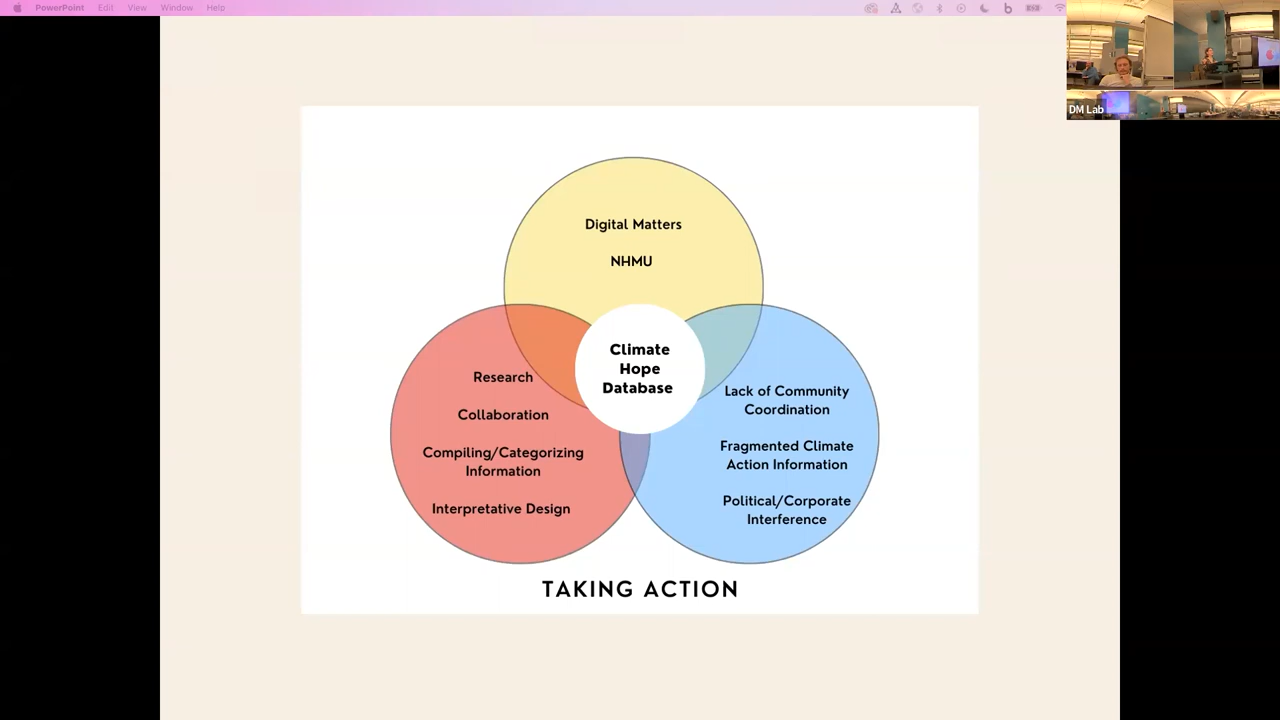 PowerPoint Edit View Window Help
DM Lab
Digital Matters
NHMU
Climate
Hope
Database
Research
Collaboration
Compiling/Categorizing
Information
Interpretative Design
Lack of Community
Coordination
Fragmented Climate
Action Information
Political/Corporate
Interference
TAKING ACTION